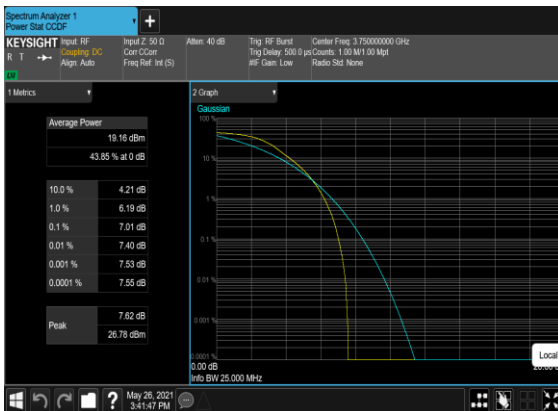 Spectrum Analyzer 1
Power Stat CCDF
+
KEYSIGHT
R T
LV
Input: RF
Coupling: DC
Align: Auto
Input Z: 50 Ω
Corr CCorr
Freq Ref: Int (S)
Atten: 40 dB
Trig: RF Burst
Trig Delay: 500.0 µs
#IF Gain: Low
Center Freq: 3.750000000 GHz
Counts: 1.00 M/1.00 Mpt
Radio Std: None
1 Metrics
Average Power
19.16 dBm
43.85 % at 0 dB
10.0 % 4.21 dB
1.0 % 6.19 dB
0.1 % 7.01 dB
0.01 % 7.40 dB
0.001 % 7.53 dB
0.0001 % 7.55 dB
Peak
7.62 dB
26.78 dBm
2 Graph
Gaussian
100 %
10 %
1 %
0.1 %
0.01 %
0.001 %
0.0001 %
0.00 dB
Info BW 25.000 MHz
Local
?
May 26, 2021
3:41:47 PM